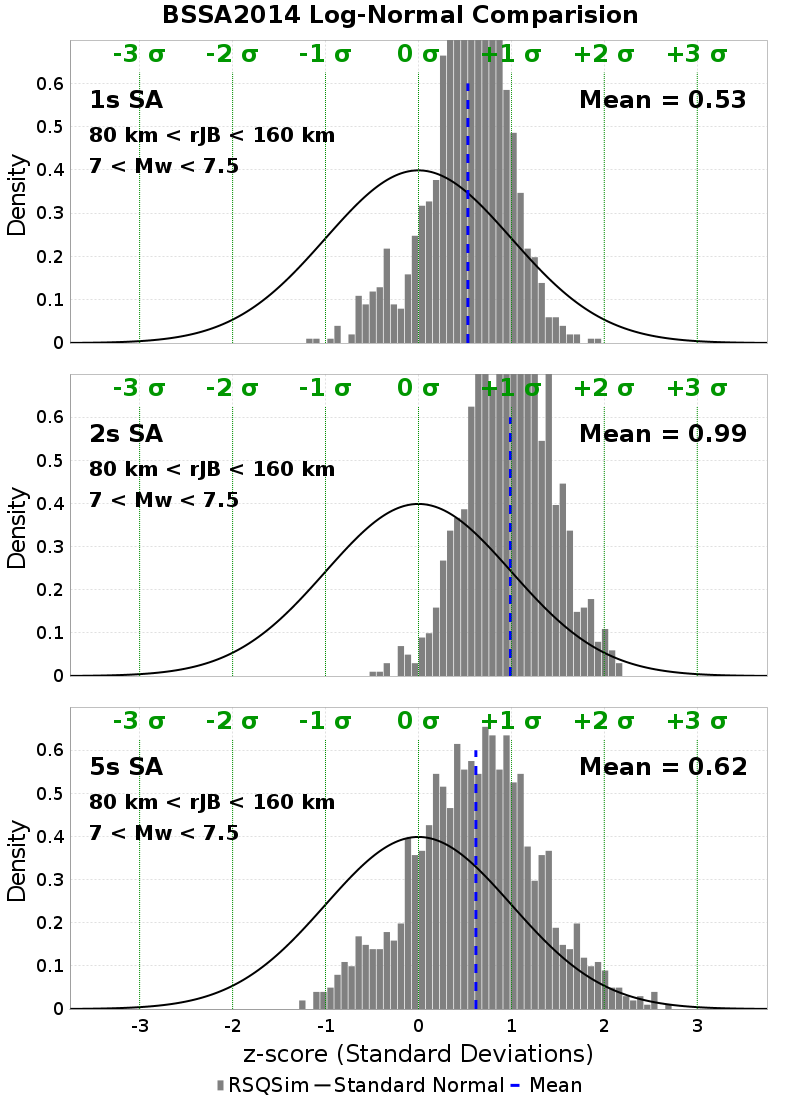 BSSA2014 Log-Normal Comparision
-3 σ -2 σ -1 σ 0 σ +1 σ +2 σ +3 σ
1s SA Mean = 0.53
80 km < rJB < 160 km
7 < Mw < 7.5
0.6
0.5
0.4
0.3
0.2
0.1
0
Density
-3 σ -2 σ -1 σ 0 σ +1 σ +2 σ +3 σ
2s SA Mean = 0.99
80 km < rJB < 160 km
7 < Mw < 7.5
0.6
0.5
0.4
0.3
0.2
0.1
0
Density
-3 σ -2 σ -1 σ 0 σ +1 σ +2 σ +3 σ
5s SA Mean = 0.62
80 km < rJB < 160 km
7 < Mw < 7.5
0.6
0.5
0.4
0.3
0.2
0.1
0
Density
-3 -2 -1 0 1 2 3
z-score (Standard Deviations)
RSQSim Standard Normal Mean